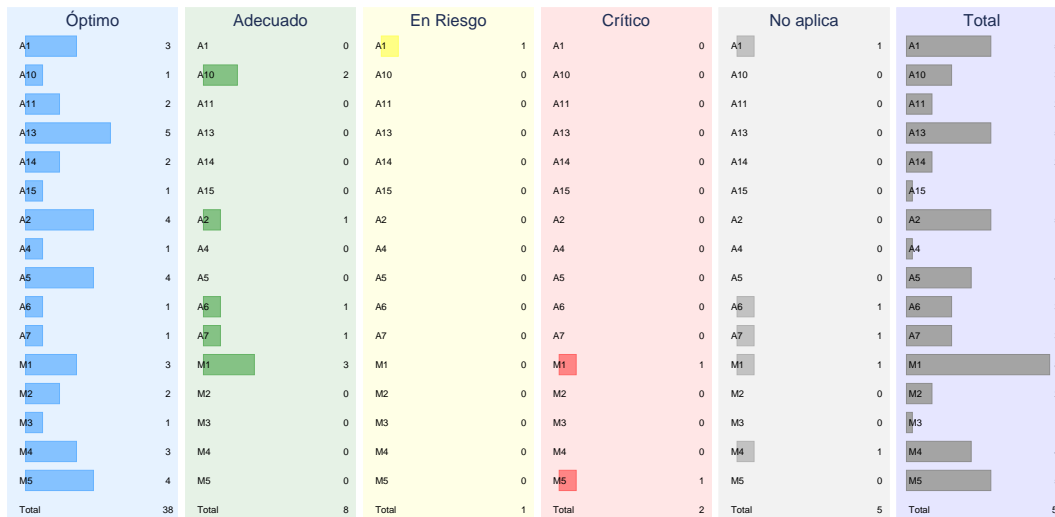 Óptimo Adecuado En Riesgo Crítico No aplica Total
A1 3 A1 0 A1 1 A1 0 A1 1 A1
A10 1 A10 2 A10 0 A10 0 A10 0 A10
A11 2 A11 0 A11 0 A11 0 A11 0 A11
A13 5 A13 0 A13 0 A13 0 A13 0 A13
A14 2 A14 0 A14 0 A14 0 A14 0 A14
A15 1 A15 0 A15 0 A15 0 A15 0 A15
A2 4 A2 1 A2 0 A2 0 A2 0 A2
A4 1 A4 0 A4 0 A4 0 A4 0 A4
A5 4 A5 0 A5 0 A5 0 A5 0 A5
A6 1 A6 1 A6 0 A6 0 A6 1 A6
A7 1 A7 1 A7 0 A7 0 A7 1 A7
M1 3 M1 3 M1 0 M1 1 M1 1 M1
M2 2 M2 0 M2 0 M2 0 M2 0 M2
M3 1 M3 0 M3 0 M3 0 M3 0 M3
M4 3 M4 0 M4 0 M4 0 M4 1 M4
M5 4 M5 0 M5 0 M5 1 M5 0 M5
Total 38 Total 8 Total 1 Total 2 Total 5 Total